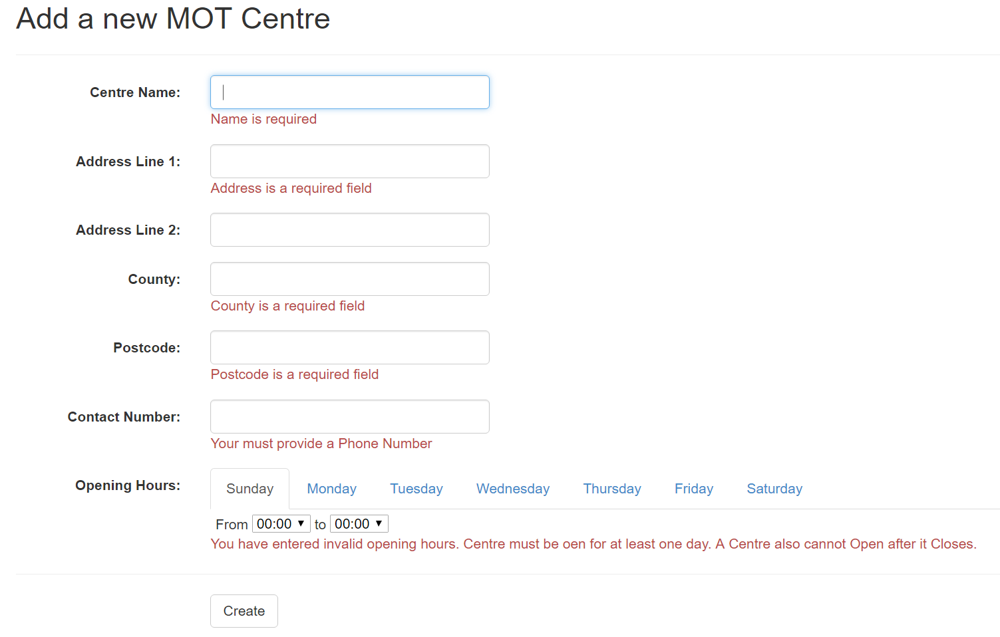 Add a new MOT Centre
Centre Name:
Name is required
Address Line 1:
Address is a required field
Address Line 2:
County:
County is a required field
Postcode:
Postcode is a required field
Contact Number:
Your must provide a Phone Number
Opening Hours: Sunday Monday Tuesday Wednesday Thursday Friday Saturday
From 00:00 to 00:00
You have entered invalid opening hours. Centre must be oen for at least one day. A Centre also cannot Open after it Closes.
Create